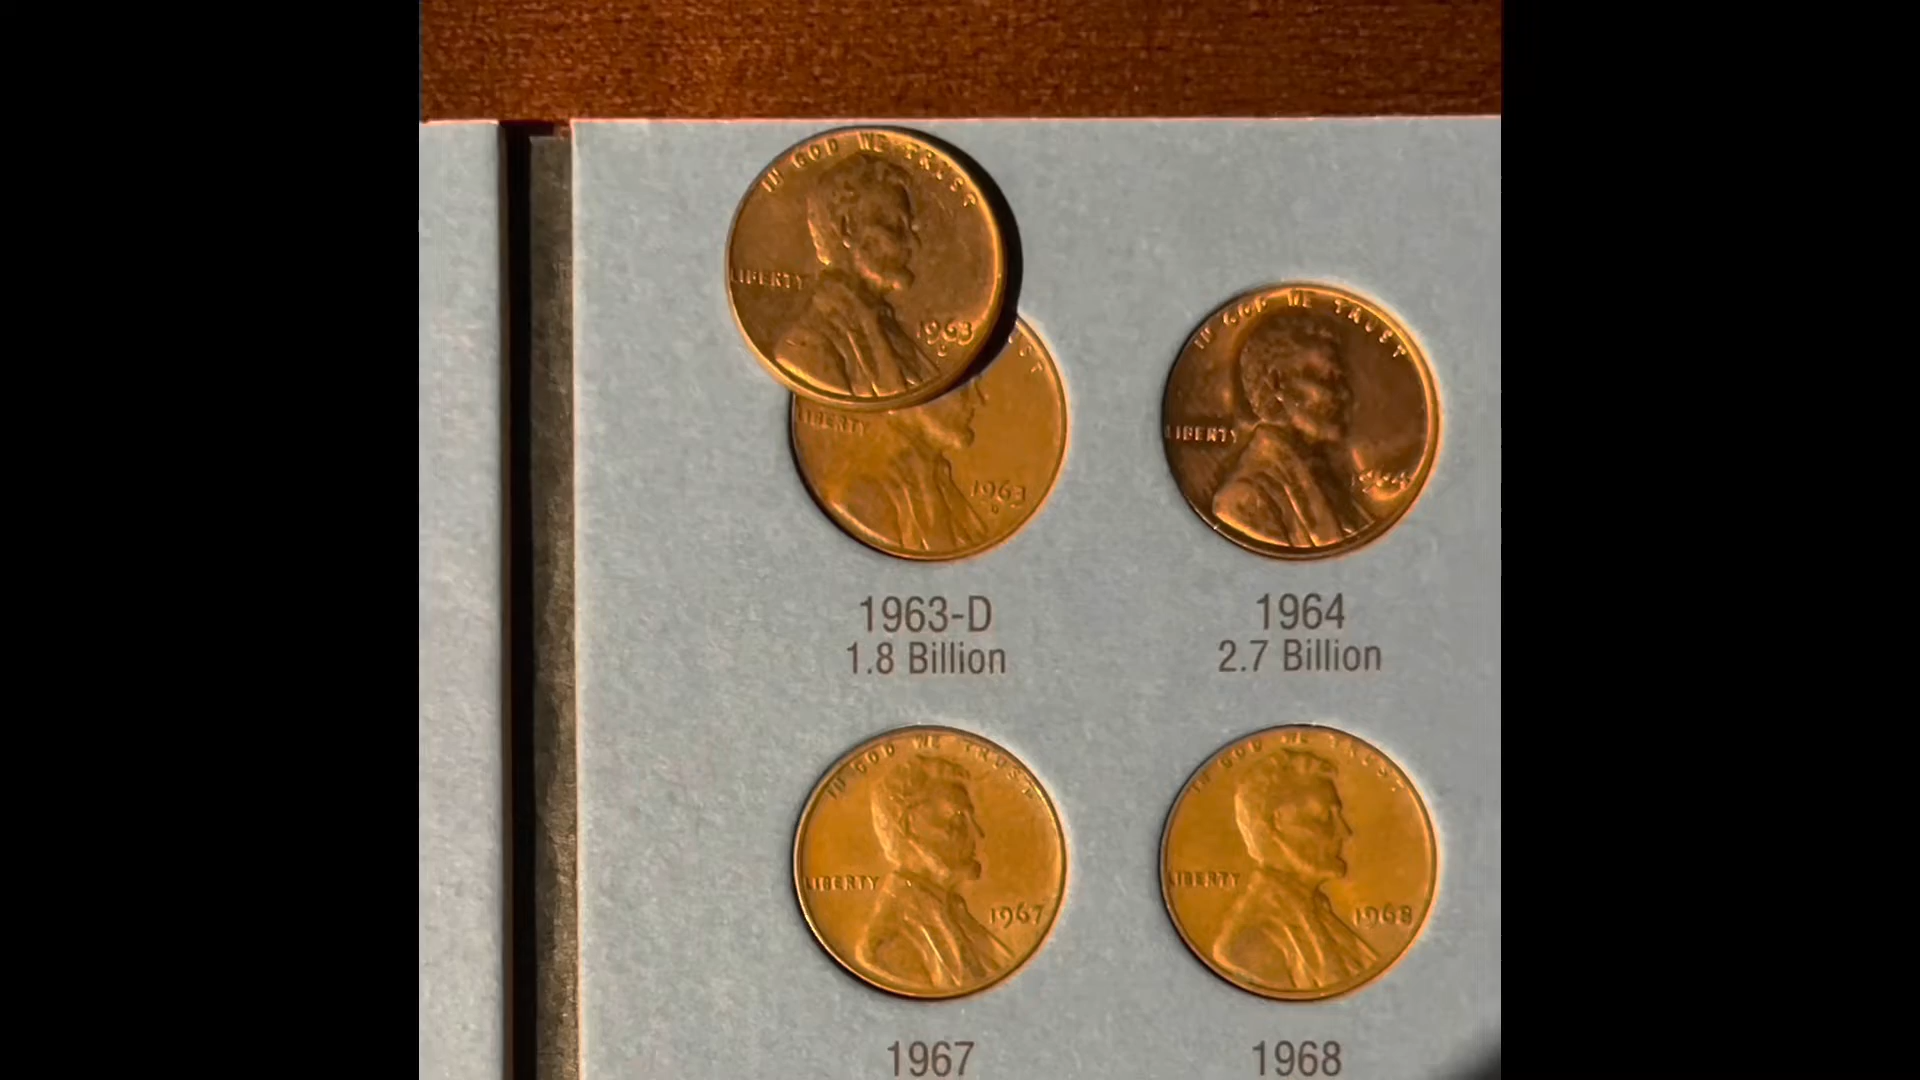 IN GOD WE TRUST
LIBERTY
1963
D
ST
LIBERTY
1963
D
IN GOD WE TRUST
LIBERTY
1964
1963-D
1.8 Billion
1964
2.7 Billion
IN GOD WE TRUST
LIBERTY
1967
IN GOD WE TRUST
LIBERTY
1968
1967
1968